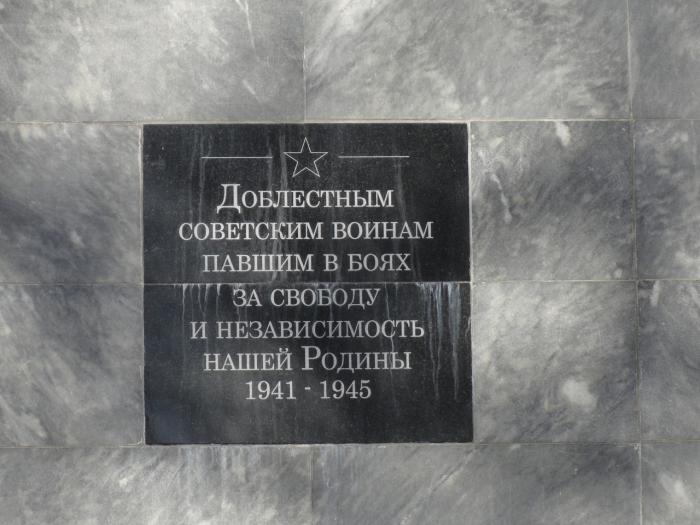 Доблестным
советским воинам
павшим в боях
за свободу
и независимость
нашей Родины
1941 - 1945